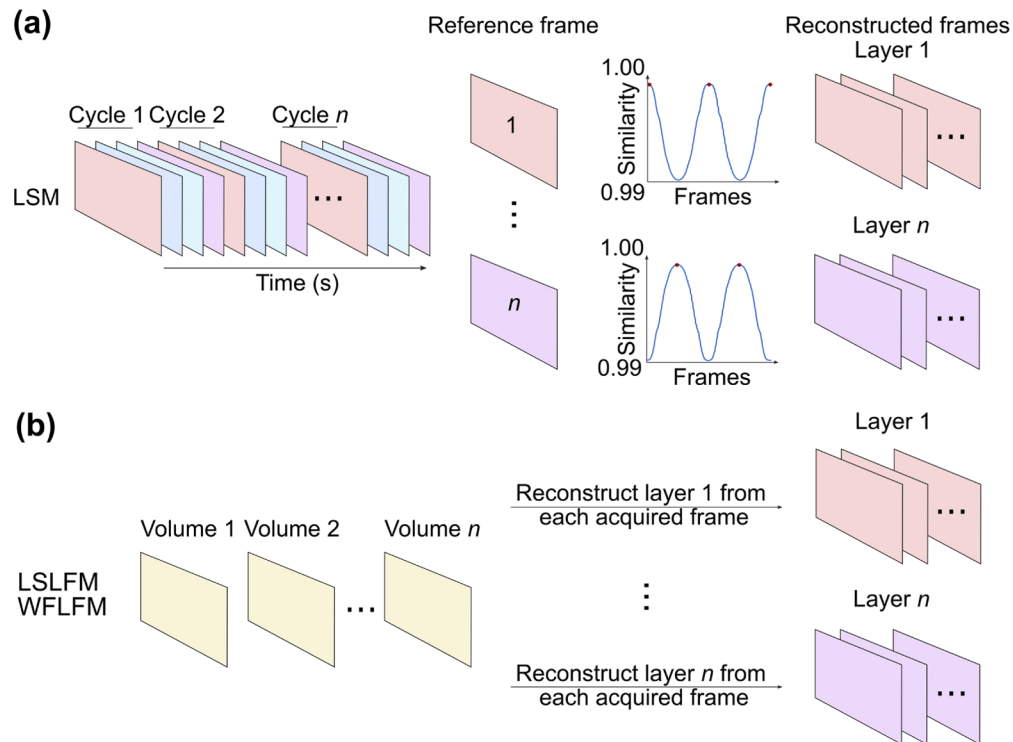 (a)
Reference frame
Reconstructed frames
Layer 1
Cycle 1 Cycle 2 Cycle n
LSM
...
Time (s)
1
...
n
1.00
Similarity
0.99
Frames
1.00
Similarity
0.99
Frames
...
Layer n
...
(b)
Layer 1
Reconstruct layer 1 from
each acquired frame
...
Volume 1 Volume 2 Volume n
LSLFM
WFLFM
...
...
Layer n
Reconstruct layer n from
each acquired frame
...